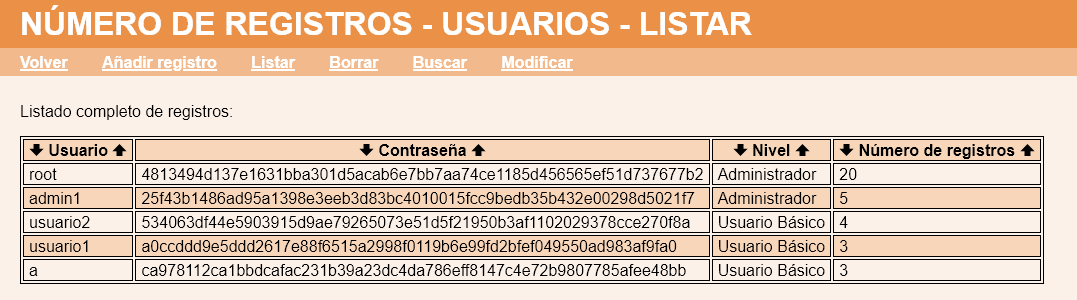 NÚMERO DE REGISTROS - USUARIOS - LISTAR
Volver Añadir registro Listar Borrar Buscar Modificar
Listado completo de registros:
Usuario Contraseña Nivel Número de registros
root 4813494d137e1631bba301d5acab6e7bb7aa74ce1185d456565ef51d737677b2 Administrador 20
admin1 25f43b1486ad95a1398e3eeb3d83bc4010015fcc9bedb35b432e00298d5021f7 Administrador 5
usuario2 534063df44e5903915d9ae79265073e51d5f21950b3af1102029378cce270f8a Usuario Básico 4
usuario1 a0ccddd9e5ddd2617e88f6515a2998f0119b6e99fd2bfef049550ad983af9fa0 Usuario Básico 3
a ca978112ca1bbdcafac231b39a23dc4da786eff8147c4e72b9807785afee48bb Usuario Básico 3